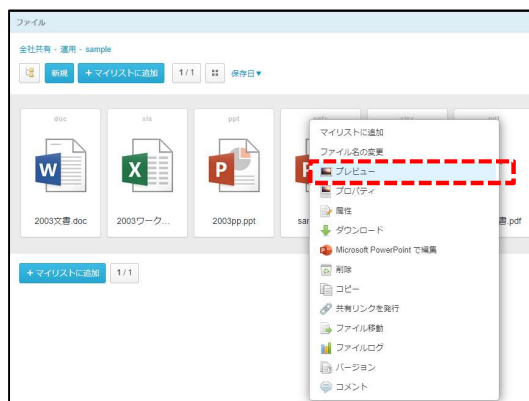 ファイル
全社共有 - 運用 - sample
新規
+ マイリストに追加
1 / 1
保存日▼
doc
xls
ppt
2003文書.doc
2003ワーク...
2003pp.ppt
マイリストに追加
ファイル名の変更
プレビュー
プロパティ
属性
ダウンロード
Microsoft PowerPoint で編集
削除
コピー
共有リンクを発行
ファイル移動
ファイルログ
バージョン
コメント
書.pdf
+ マイリストに追加
1 / 1